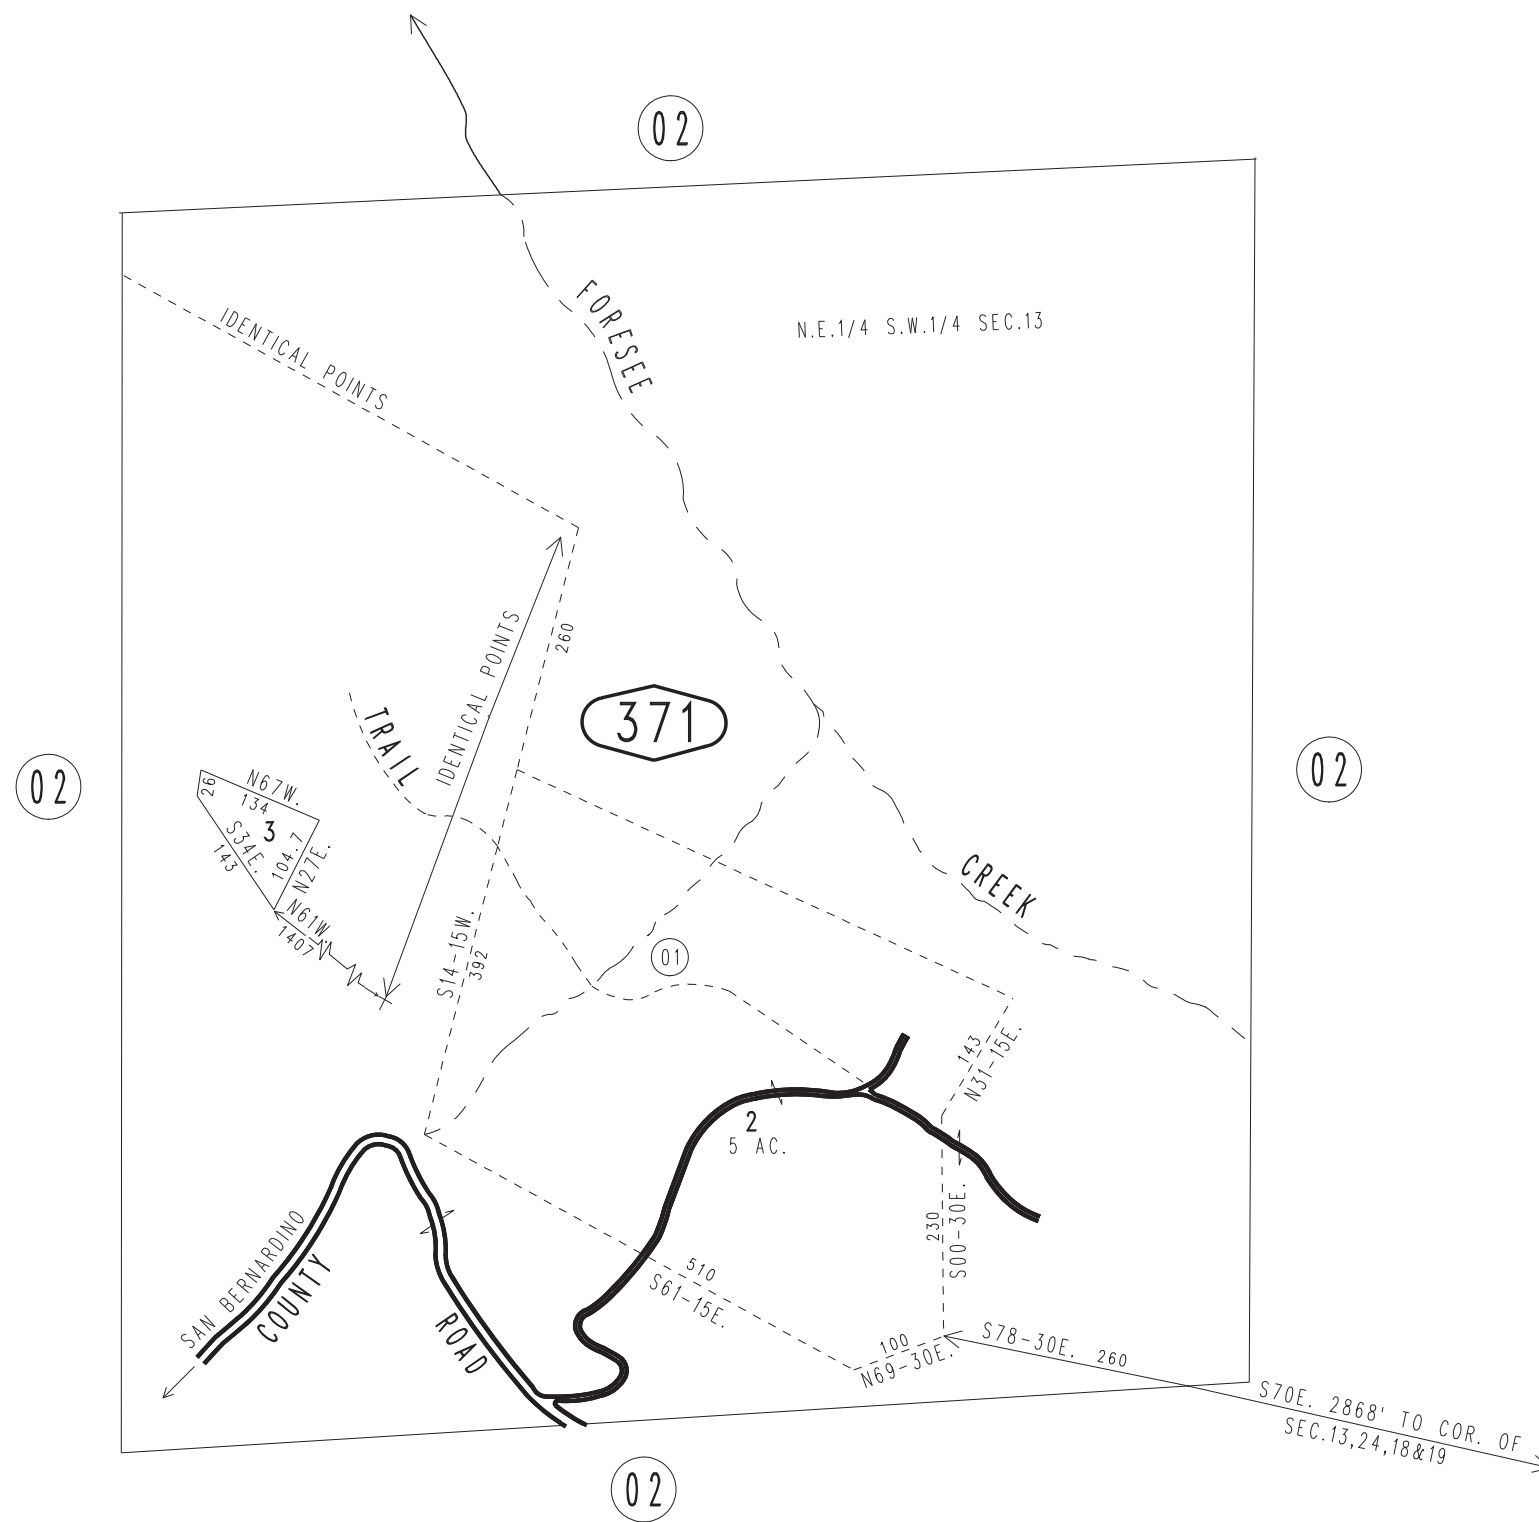 02
FORESEE
N.E.1/4 S.W.1/4 SEC.13
IDENTICAL POINTS
IDENTICAL POINTS
260
371
TRAIL
02
02
N67W.
134
26
3
S34E.
143
104.7
N27E.
N61W
1407
CREEK
S14-15W.
392
01
143
N31-15E.
2
5 AC.
230
S00-30E.
SAN BERNARDINO
COUNTY
ROAD
510
S61-15E.
100
N69-30E.
S78-30E. 260
S70E. 2868' TO COR. OF
SEC.13,24,18&19
02